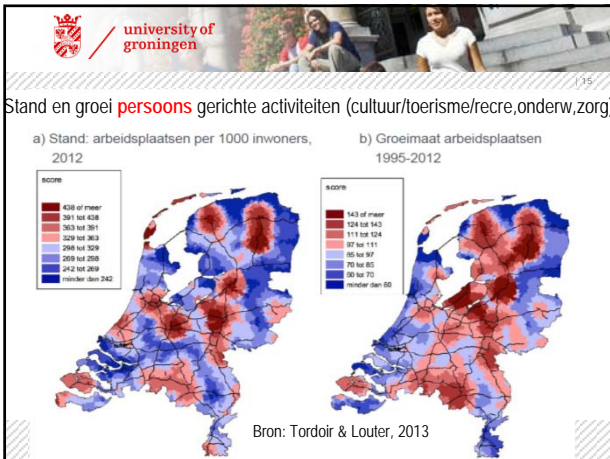 university of
groningen
| 15
Stand en groei persoons gerichte activiteiten (cultuur/toerisme/recre,onderw,zorg)
a) Stand: arbeidsplaatsen per 1000 inwoners,
2012
b) Groeimaat arbeidsplaatsen
1995-2012
score
438 of meer
391 tot 438
363 tot 391
329 tot 363
298 tot 329
269 tot 298
242 tot 269
minder dan 242
score
143 of meer
124 tot 143
111 tot 124
97 tot 111
85 tot 97
70 tot 85
60 tot 70
minder dan 60
Bron: Tordoir & Louter, 2013